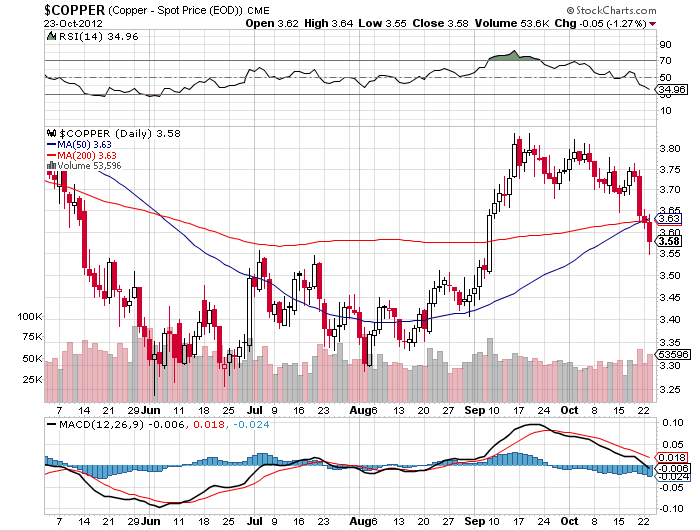 $COPPER (Copper - Spot Price (EOD)) CME © StockCharts.com
23-Oct-2012 Open 3.62 High 3.64 Low 3.55 Close 3.58 Volume 53.6K Chg -0.05 (-1.27%)
RSI(14) 34.96
90
70
50
34.96
30
10
$COPPER (Daily) 3.58
MA(50) 3.63
MA(200) 3.63
Volume 53,596
3.80
3.75
3.70
3.65
3.63
3.60
3.58
3.55
3.50
3.45
3.40
3.35
53596
3.30
3.25
100K
75K
50K
25K
7 14 21 29 Jun 11 18 25 Jul 9 16 23 Aug 6 13 20 27 Sep 10 17 24 Oct 8 15 22
MACD(12,26,9) -0.006, 0.018, -0.024
0.10
0.05
0.018
-0.006
-0.024
-0.05
-0.10
7 14 21 29 Jun 11 18 25 Jul 9 16 23 Aug 6 13 20 27 Sep 10 17 24 Oct 8 15 22